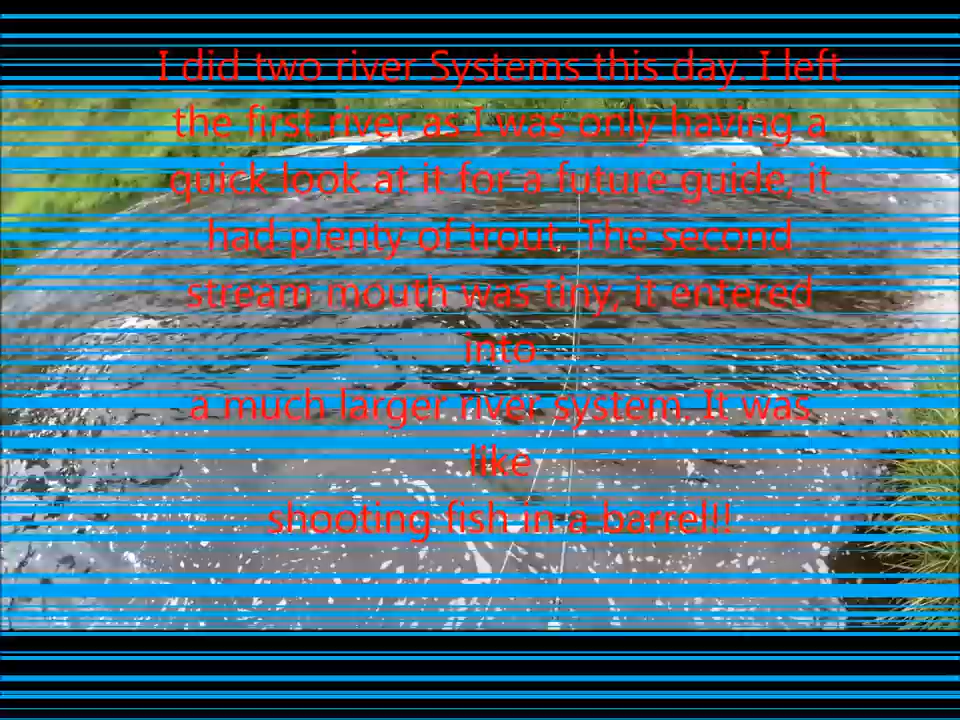 I did two river Systems this day. I left
the first river as I was only having a
quick look at it for a future guide, it
had plenty of trout. The second
stream mouth was tiny, it entered
into
a much larger river system. It was
like
shooting fish in a barrel!!